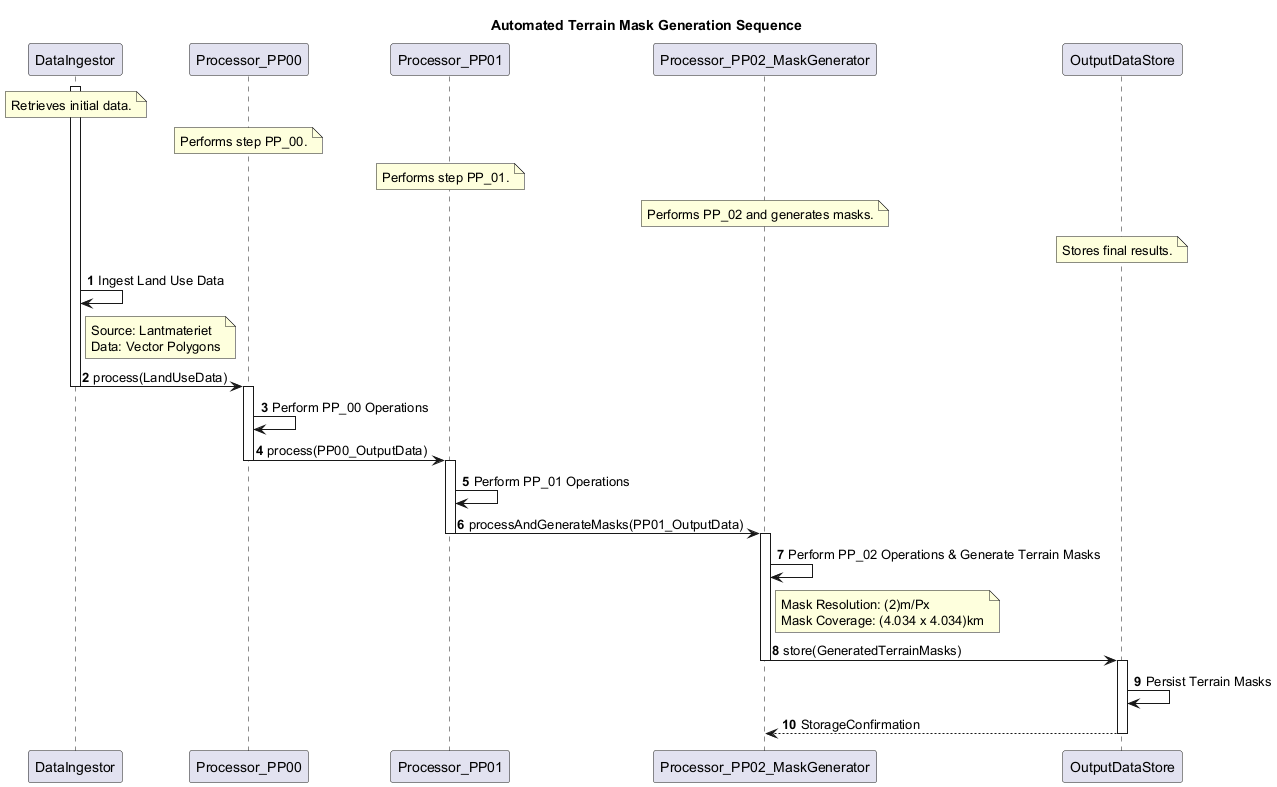 Automated Terrain Mask Generation Sequence
DataIngestor
Processor_PP00
Processor_PP01
Processor_PP02_MaskGenerator
OutputDataStore
Retrieves initial data.
Performs step PP_00.
Performs step PP_01.
Performs PP_02 and generates masks.
Stores final results.
1 Ingest Land Use Data
Source: Lantmateriet
Data: Vector Polygons
2 process(LandUseData)
3 Perform PP_00 Operations
4 process(PP00_OutputData)
5 Perform PP_01 Operations
6 processAndGenerateMasks(PP01_OutputData)
7 Perform PP_02 Operations & Generate Terrain Masks
Mask Resolution: (2)m/Px
Mask Coverage: (4.034 x 4.034)km
8 store(GeneratedTerrainMasks)
9 Persist Terrain Masks
10 StorageConfirmation
DataIngestor
Processor_PP00
Processor_PP01
Processor_PP02_MaskGenerator
OutputDataStore